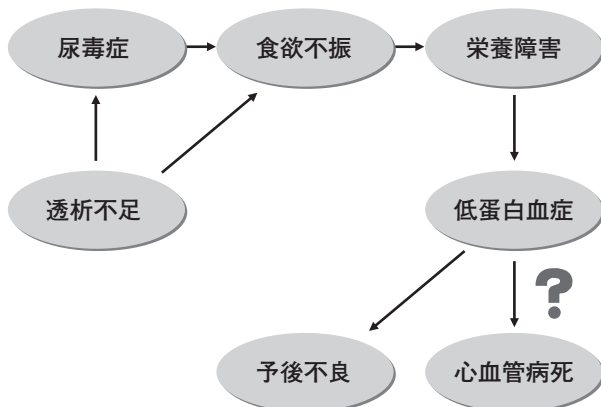 尿毒症
食欲不振
栄養障害
透析不足
低蛋白血症
?
予後不良
心血管病死